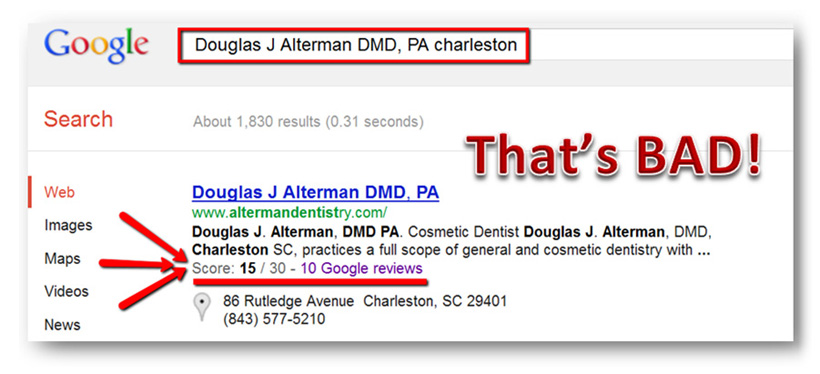 Google
Douglas J Alterman DMD, PA charleston
Search
About 1,830 results (0.31 seconds)
That's BAD!
Web
Images
Maps
Videos
News
Douglas J Alterman DMD, PA
www.altermandentistry.com/
Douglas J. Alterman, DMD PA. Cosmetic Dentist Douglas J. Alterman, DMD,
Charleston SC, practices a full scope of general and cosmetic dentistry with ...
Score: 15 / 30 - 10 Google reviews
86 Rutledge Avenue Charleston, SC 29401
(843) 577-5210